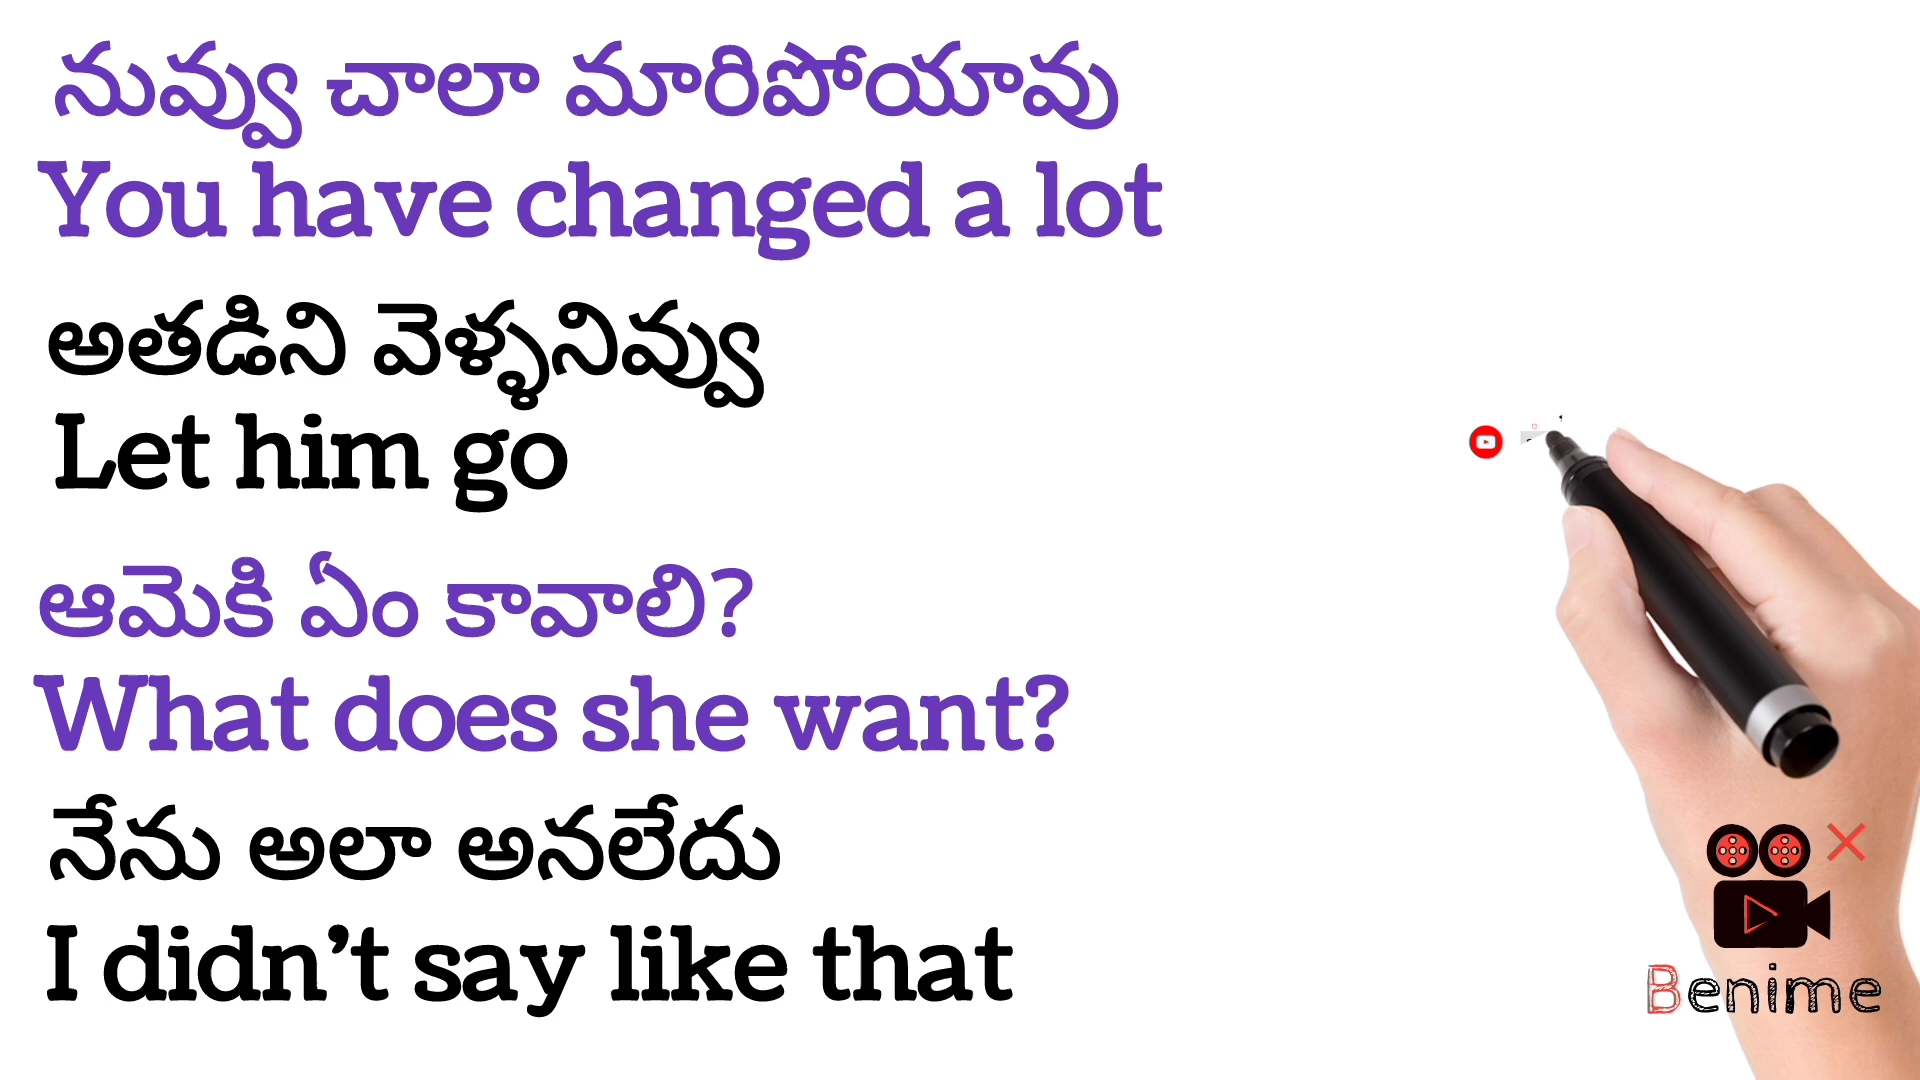 నువ్వు చాలా మారిపోయావు
You have changed a lot
అతడిని వెళ్ళనివ్వు
Let him go
ఆమెకి ఏం కావాలి?
What does she want?
నేను అలా అనలేదు
I didn't say like that
Benime